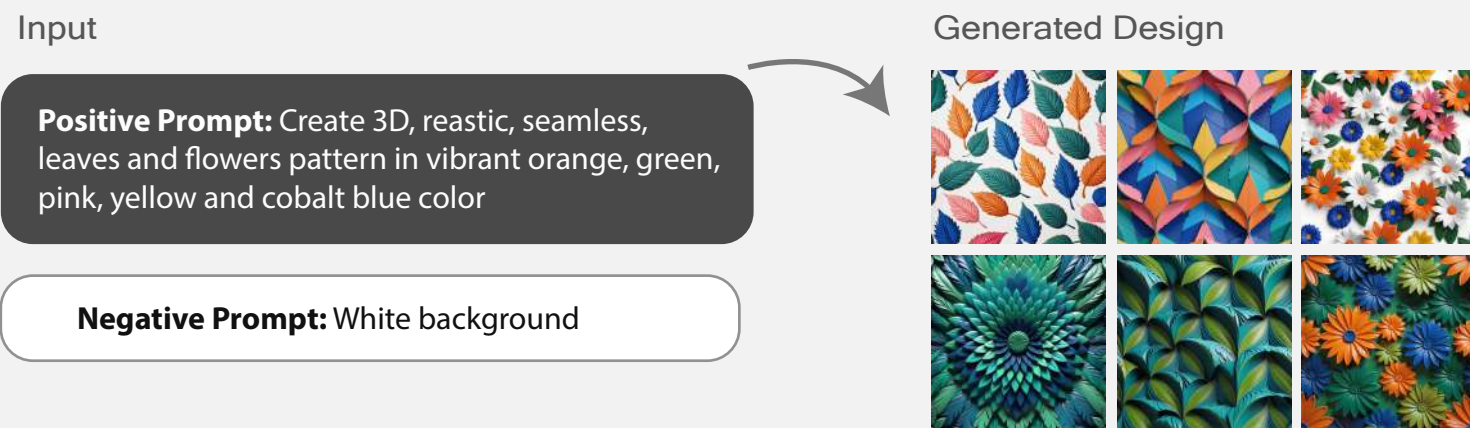 Input
Generated Design
Positive Prompt: Create 3D, reastic, seamless,
leaves and flowers pattern in vibrant orange, green,
pink, yellow and cobalt blue color
Negative Prompt: White background